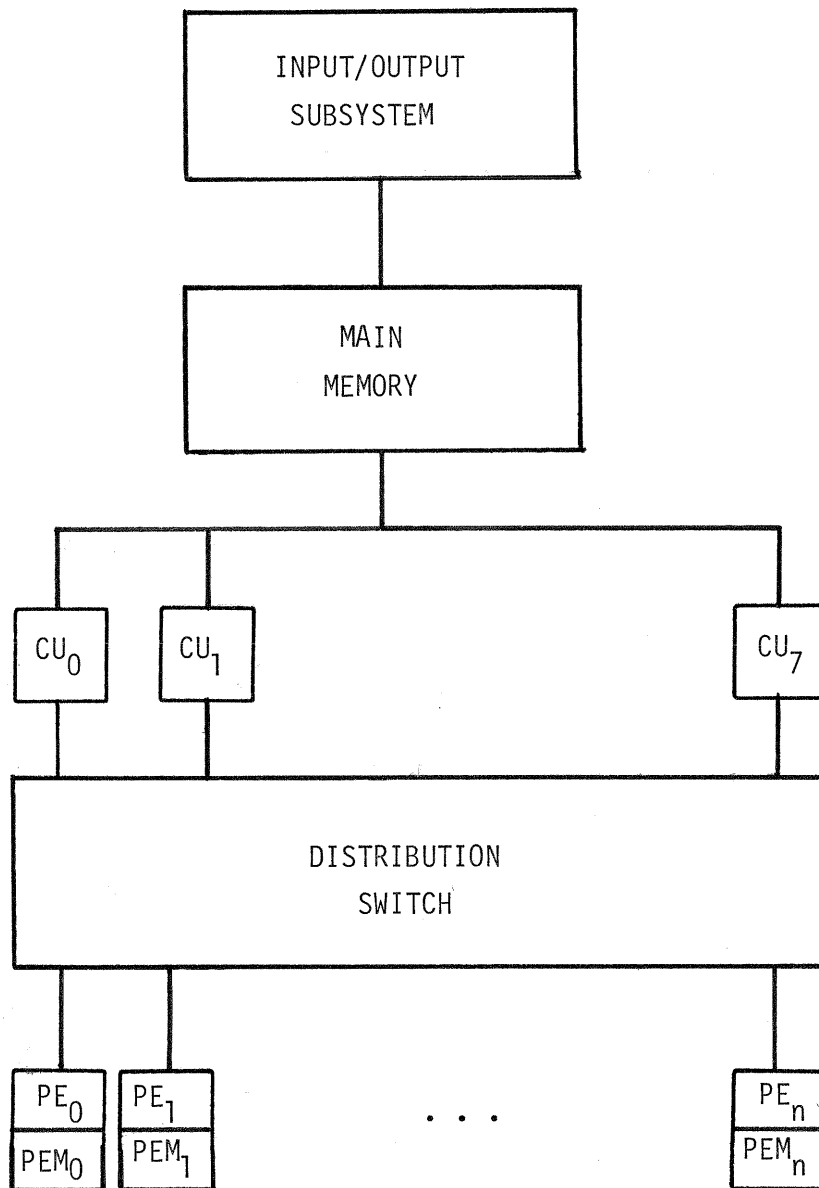 INPUT/OUTPUT
SUBSYSTEM
MAIN
MEMORY
CU₀ CU₁ CU₇
DISTRIBUTION
SWITCH
PE₀ PE₁ . . . PEₙ
PEM₀ PEM₁ PEMₙ